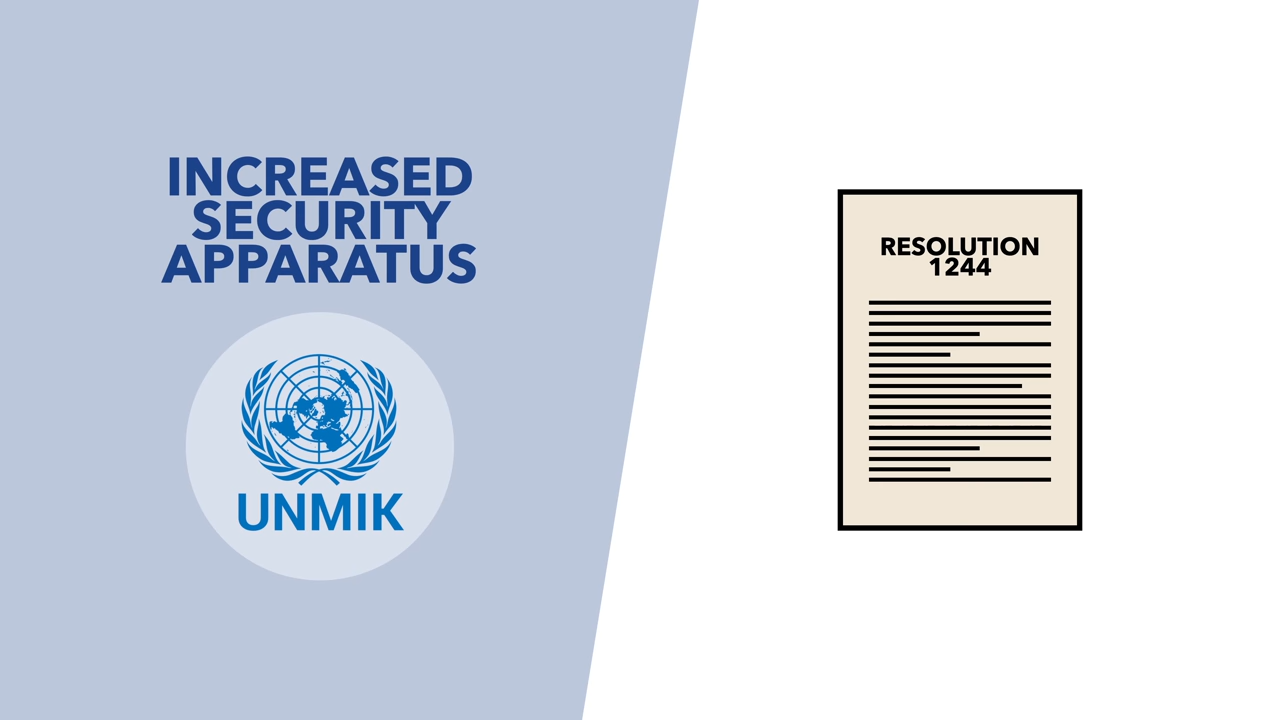 INCREASED
SECURITY
APPARATUS
UNMIK
RESOLUTION
1244